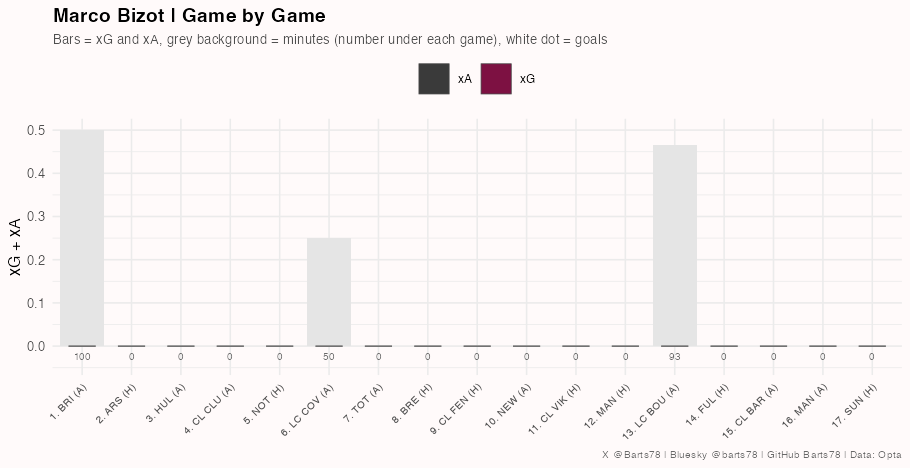 Marco Bizot | Game by Game
Bars = xG and xA, grey background = minutes (number under each game), white dot = goals
xA xG
xG + xA
0.5
0.4
0.3
0.2
0.1
0.0
100 0 0 0 0 50 0 0 0 0 0 0 93 0 0 0 0
1. BRI (A)
2. ARS (H)
3. HUL (A)
4. CL CLU (A)
5. NOT (H)
6. LC COV (A)
7. TOT (A)
8. BRE (H)
9. CL FEN (H)
10. NEW (A)
11. CL VIK (H)
12. MAN (H)
13. LC BOU (A)
14. FUL (H)
15. CL BAR (A)
16. MAN (A)
17. SUN (H)
X @Barts78 | Bluesky @barts78 | GitHub Barts78 | Data: Opta